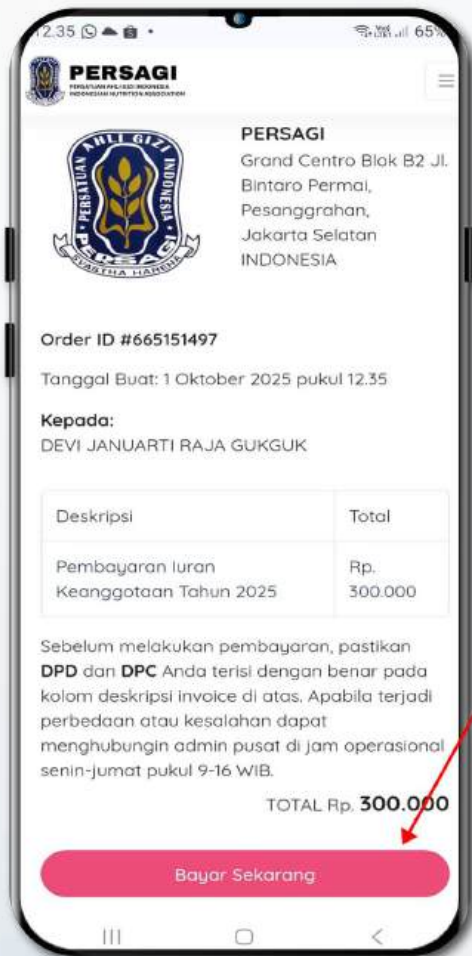 12.35
65%
PERSAGI
PERSATUAN AHLI GIZI INDONESIA
INDONESIAN NUTRITION ASSOCIATION
PERSATUAN AHLI GIZI INDONESIA
PERSAGI
SVASTHA HARENA
PERSAGI
Grand Centro Blok B2 Jl.
Bintaro Permai,
Pesanggrahan,
Jakarta Selatan
INDONESIA
Order ID #665151497
Tanggal Buat: 1 Oktober 2025 pukul 12.35
Kepada:
DEVI JANUARTI RAJA GUKGUK
Deskripsi Total
Pembayaran Iuran Rp.
Keanggotaan Tahun 2025 300.000
Sebelum melakukan pembayaran, pastikan
DPD dan DPC Anda terisi dengan benar pada
kolom deskripsi invoice di atas. Apabila terjadi
perbedaan atau kesalahan dapat
menghubungin admin pusat di jam operasional
senin-jumat pukul 9-16 WIB.
TOTAL Rp. 300.000
Bayar Sekarang